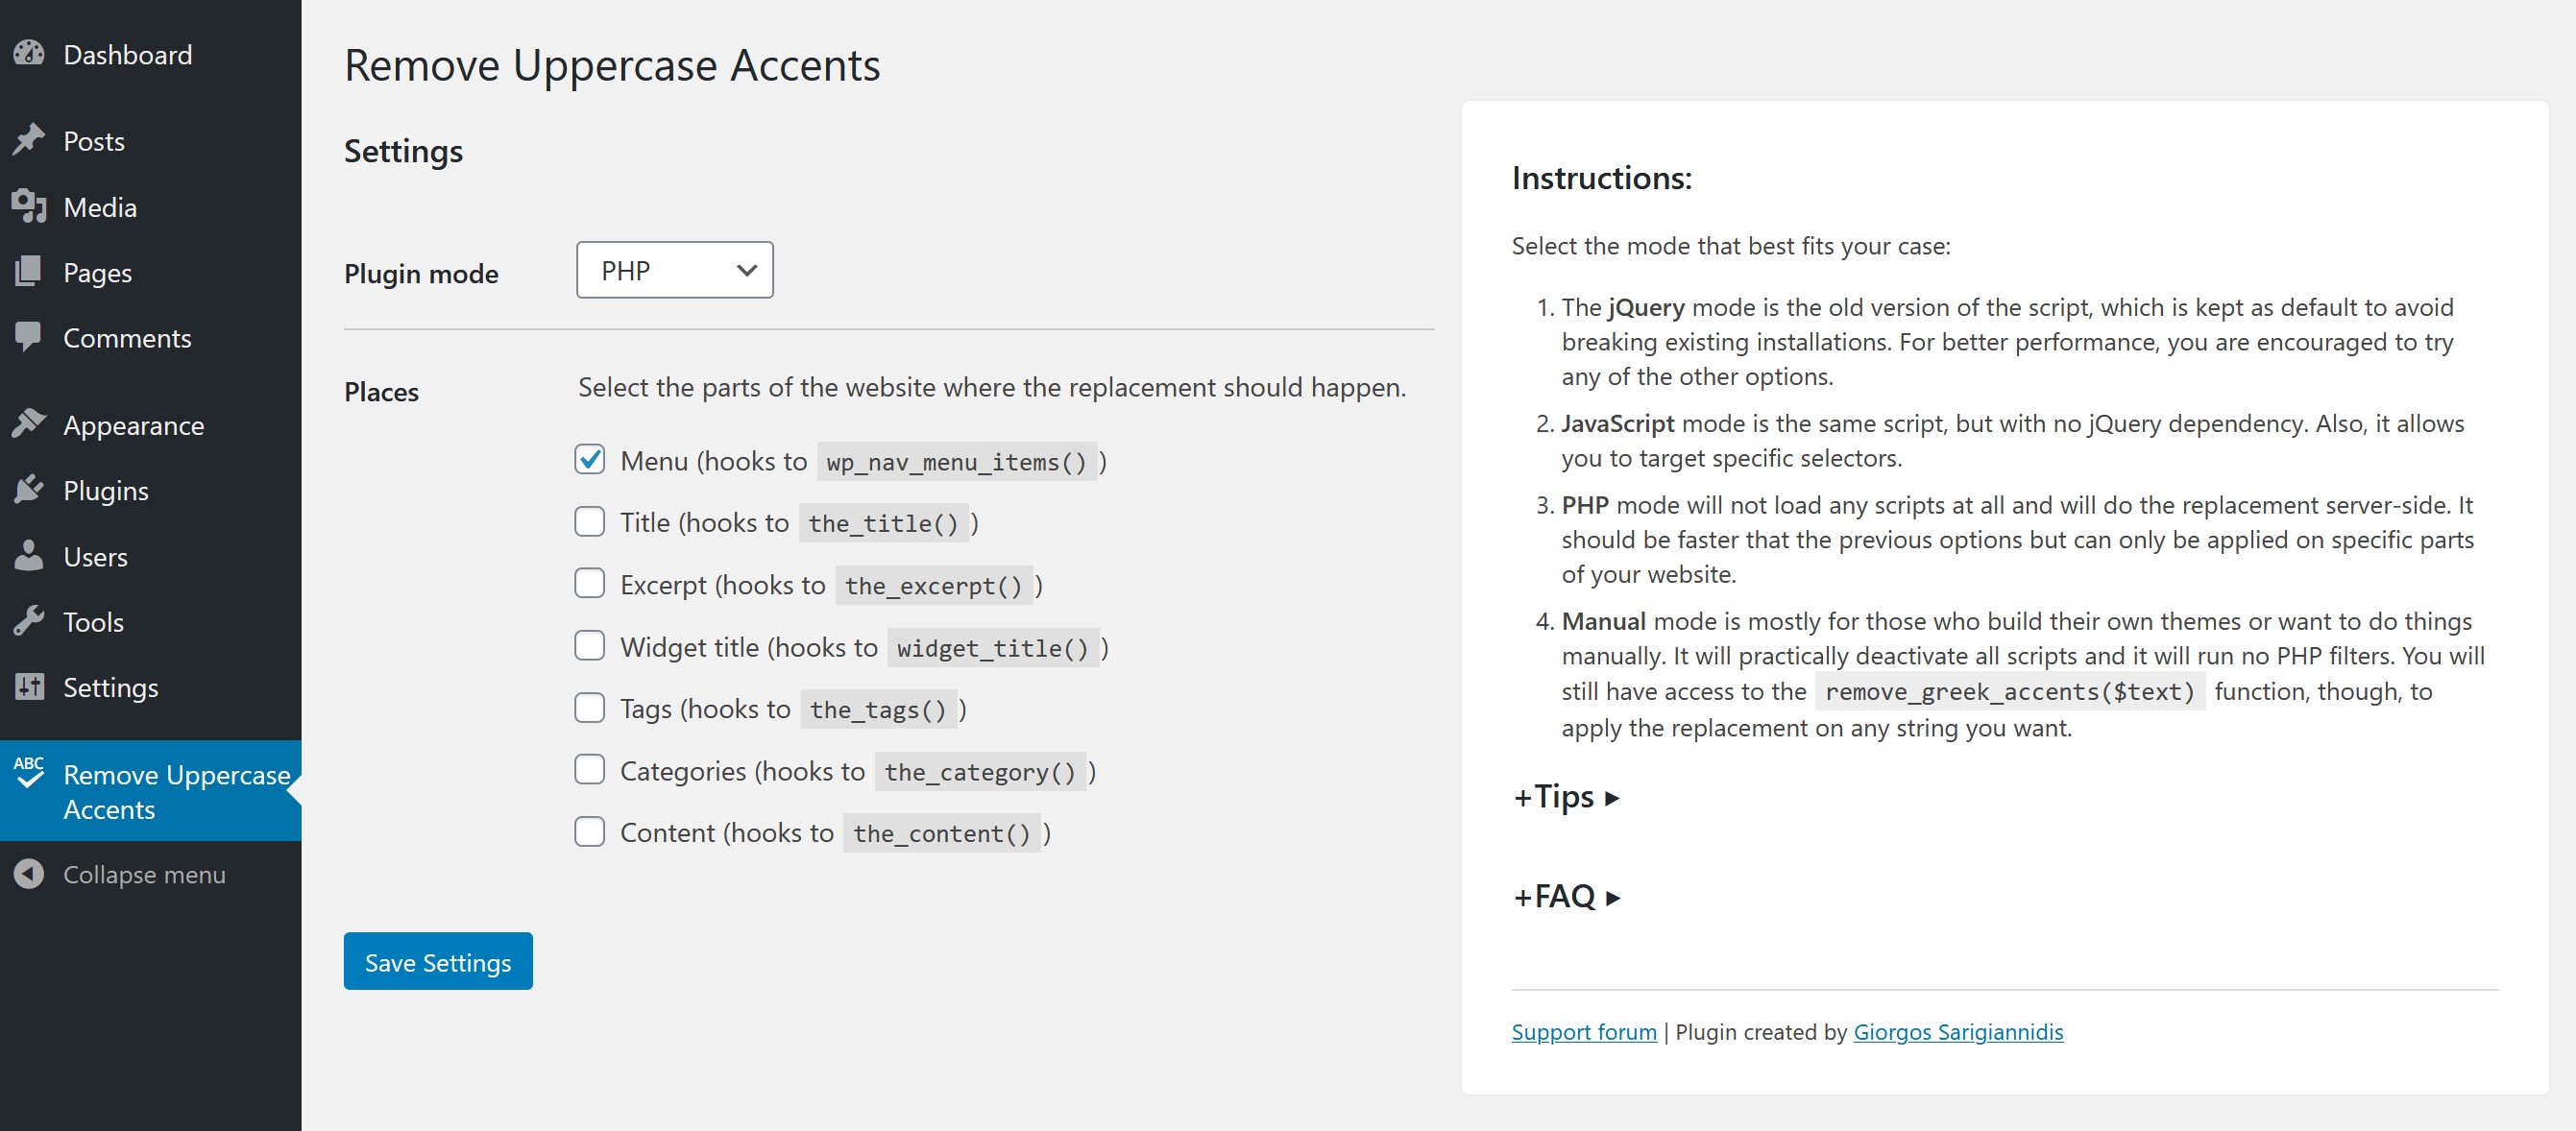 Dashboard
Posts
Media
Pages
Comments
Appearance
Plugins
Users
Tools
Settings
ABC
Remove Uppercase
Accents
Collapse menu
Remove Uppercase Accents
Settings
Plugin mode
PHP
Places
Select the parts of the website where the replacement should happen.
Menu (hooks to wp_nav_menu_items() )
Title (hooks to the_title() )
Excerpt (hooks to the_excerpt() )
Widget title (hooks to widget_title() )
Tags (hooks to the_tags() )
Categories (hooks to the_category() )
Content (hooks to the_content() )
Save Settings
Instructions:
Select the mode that best fits your case:
1. The jQuery mode is the old version of the script, which is kept as default to avoid
breaking existing installations. For better performance, you are encouraged to try
any of the other options.
2. JavaScript mode is the same script, but with no jQuery dependency. Also, it allows
you to target specific selectors.
3. PHP mode will not load any scripts at all and will do the replacement server-side. It
should be faster that the previous options but can only be applied on specific parts
of your website.
4. Manual mode is mostly for those who build their own themes or want to do things
manually. It will practically deactivate all scripts and it will run no PHP filters. You will
still have access to the remove_greek_accents($text) function, though, to
apply the replacement on any string you want.
+Tips ▸
+FAQ ▸
Support forum | Plugin created by Giorgos Sarigiannidis